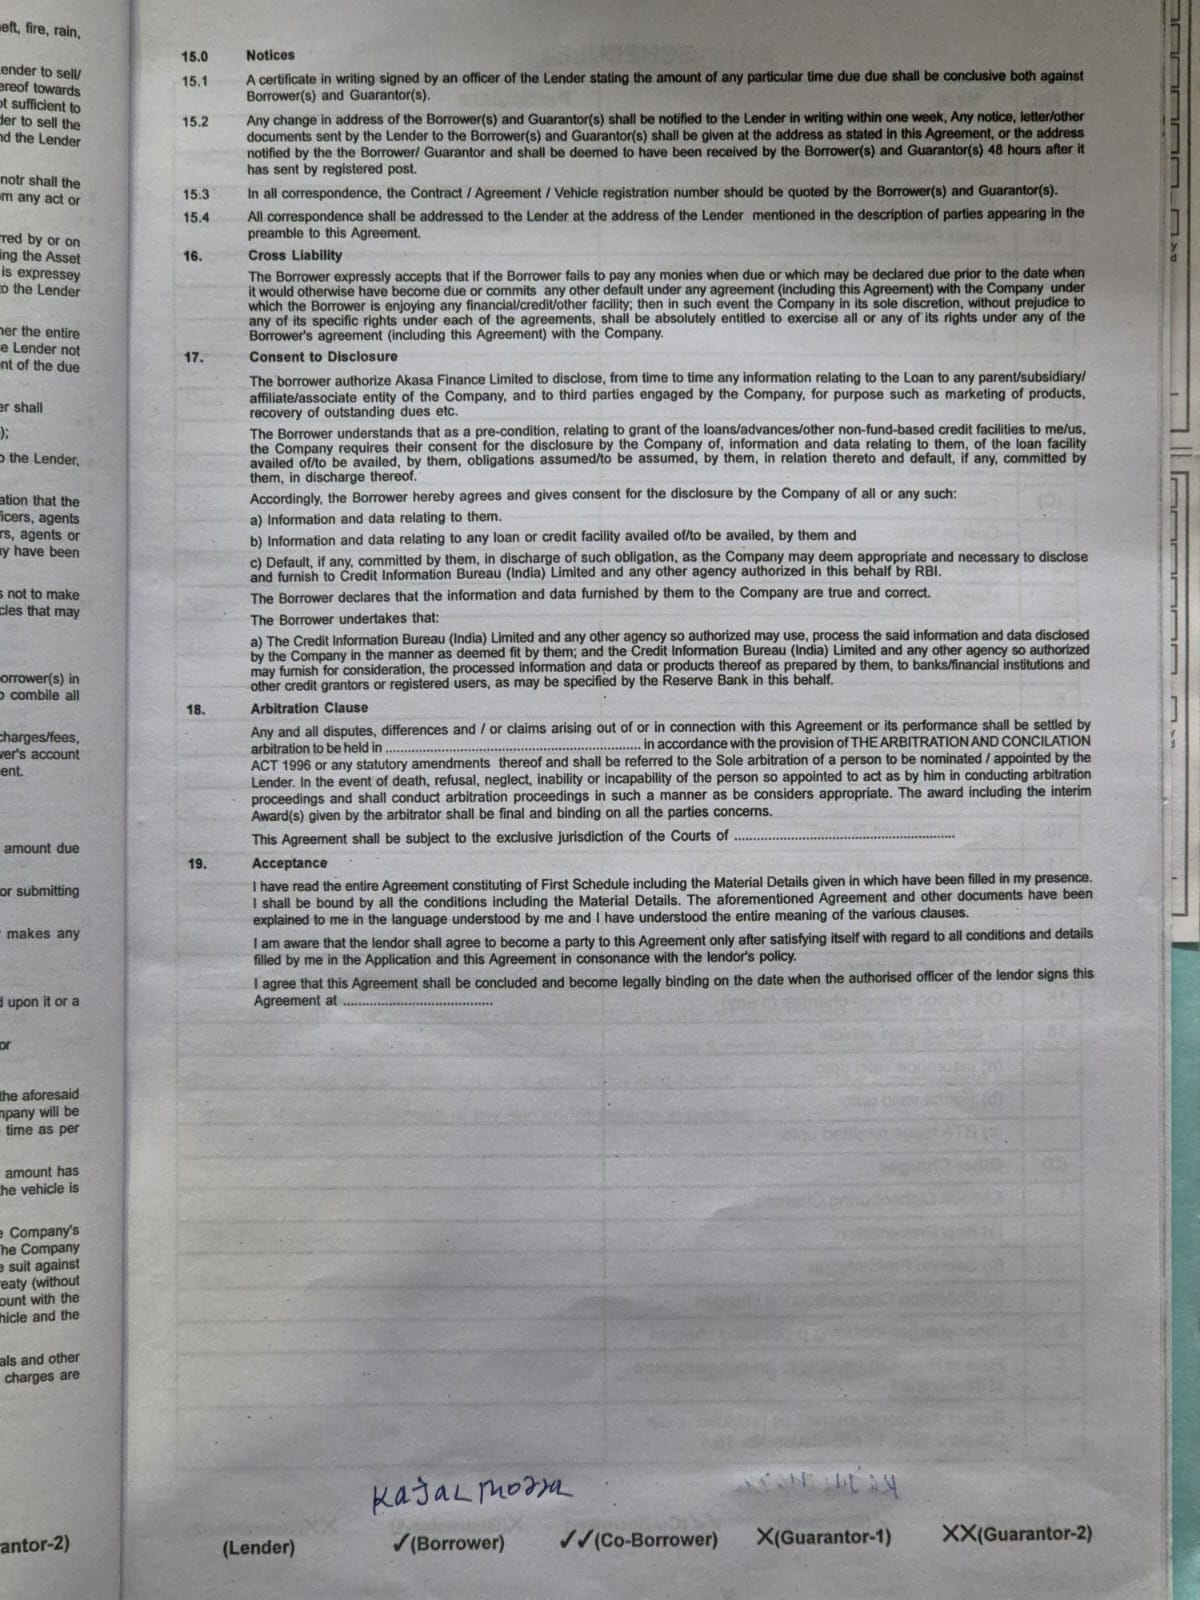 eft, fire, rain,
ender to sell/
ereof towards
ot sufficient to
der to sell the
nd the Lender
notr shall the
om any act or
rred by or on
ing the Asset
is expressey
to the Lender
her the entire
e Lender not
ent of the due
er shall
);
o the Lender,
ation that the
ficers, agents
rs, agents or
ay have been
s not to make
cles that may
orrower(s) in
o combile all
charges/fees,
wer's account
ent.
amount due
or submitting
makes any
d upon it or a
or
the aforesaid
mpany will be
time as per
amount has
he vehicle is
e Company's
The Company
e suit against
reaty (without
ount with the
hicle and the
als and other
charges are
antor-2)
15.0 Notices
15.1 A certificate in writing signed by an officer of the Lender stating the amount of any particular time due due shall be conclusive both against
Borrower(s) and Guarantor(s).
15.2 Any change in address of the Borrower(s) and Guarantor(s) shall be notified to the Lender in writing within one week, Any notice, letter/other
documents sent by the Lender to the Borrower(s) and Guarantor(s) shall be given at the address as stated in this Agreement, or the address
notified by the the Borrower/ Guarantor and shall be deemed to have been received by the Borrower(s) and Guarantor(s) 48 hours after it
has sent by registered post.
15.3 In all correspondence, the Contract / Agreement / Vehicle registration number should be quoted by the Borrower(s) and Guarantor(s).
15.4 All correspondence shall be addressed to the Lender at the address of the Lender mentioned in the description of parties appearing in the
preamble to this Agreement.
16. Cross Liability
The Borrower expressly accepts that if the Borrower fails to pay any monies when due or which may be declared due prior to the date when
it would otherwise have become due or commits any other default under any agreement (including this Agreement) with the Company under
which the Borrower is enjoying any financial/credit/other facility; then in such event the Company in its sole discretion, without prejudice to
any of its specific rights under each of the agreements, shall be absolutely entitled to exercise all or any of its rights under any of the
Borrower's agreement (including this Agreement) with the Company.
17. Consent to Disclosure
The borrower authorize Akasa Finance Limited to disclose, from time to time any information relating to the Loan to any parent/subsidiary/
affiliate/associate entity of the Company, and to third parties engaged by the Company, for purpose such as marketing of products,
recovery of outstanding dues etc.
The Borrower understands that as a pre-condition, relating to grant of the loans/advances/other non-fund-based credit facilities to me/us,
the Company requires their consent for the disclosure by the Company of, information and data relating to them, of the loan facility
availed of/to be availed, by them, obligations assumed/to be assumed, by them, in relation thereto and default, if any, committed by
them, in discharge thereof.
Accordingly, the Borrower hereby agrees and gives consent for the disclosure by the Company of all or any such:
a) Information and data relating to them.
b) Information and data relating to any loan or credit facility availed of/to be availed, by them and
c) Default, if any, committed by them, in discharge of such obligation, as the Company may deem appropriate and necessary to disclose
and furnish to Credit Information Bureau (India) Limited and any other agency authorized in this behalf by RBI.
The Borrower declares that the information and data furnished by them to the Company are true and correct.
The Borrower undertakes that:
a) The Credit Information Bureau (India) Limited and any other agency so authorized may use, process the said information and data disclosed
by the Company in the manner as deemed fit by them; and the Credit Information Bureau (India) Limited and any other agency so authorized
may furnish for consideration, the processed information and data or products thereof as prepared by them, to banks/financial institutions and
other credit grantors or registered users, as may be specified by the Reserve Bank in this behalf.
18. Arbitration Clause
Any and all disputes, differences and / or claims arising out of or in connection with this Agreement or its performance shall be settled by
arbitration to be held in .......................................................... in accordance with the provision of THE ARBITRATION AND CONCILATION
ACT 1996 or any statutory amendments thereof and shall be referred to the Sole arbitration of a person to be nominated / appointed by the
Lender. In the event of death, refusal, neglect, inability or incapability of the person so appointed to act as by him in conducting arbitration
proceedings and shall conduct arbitration proceedings in such a manner as be considers appropriate. The award including the interim
Award(s) given by the arbitrator shall be final and binding on all the parties concerns.
This Agreement shall be subject to the exclusive jurisdiction of the Courts of ..................................................
19. Acceptance
I have read the entire Agreement constituting of First Schedule including the Material Details given in which have been filled in my presence.
I shall be bound by all the conditions including the Material Details. The aforementioned Agreement and other documents have been
explained to me in the language understood by me and I have understood the entire meaning of the various clauses.
I am aware that the lendor shall agree to become a party to this Agreement only after satisfying itself with regard to all conditions and details
filled by me in the Application and this Agreement in consonance with the lendor's policy.
I agree that this Agreement shall be concluded and become legally binding on the date when the authorised officer of the lendor signs this
Agreement at ..................................
KAJAL
(Lender) ✓(Borrower) ✓✓(Co-Borrower) X(Guarantor-1) XX(Guarantor-2)